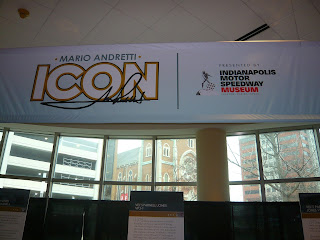 • MARIO ANDRETTI •
ICON
PRESENTED BY
INDIANAPOLIS
MOTOR
SPEEDWAY
MUSEUM